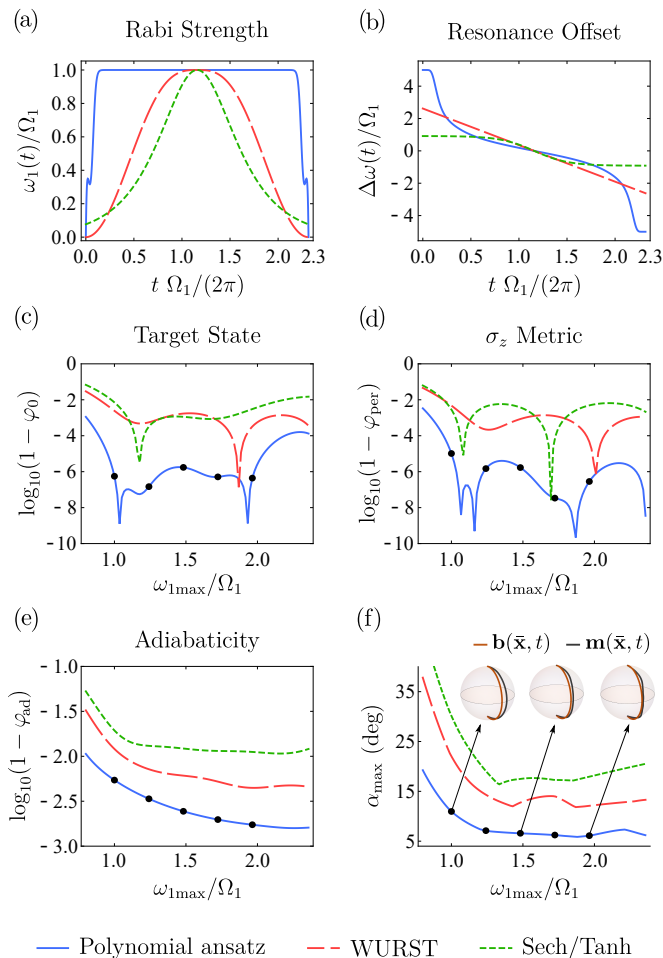 (a)
Rabi Strength
ω₁(t)/Ω₁
1.0
0.8
0.6
0.4
0.2
0.0
0.0 0.5 1.0 1.5 2.0 2.3
t Ω₁/(2π)
(b)
Resonance Offset
Δω(t)/Ω₁
4
2
0
-2
-4
0.0 0.5 1.0 1.5 2.0 2.3
t Ω₁/(2π)
(c)
Target State
log₁₀(1 − φ₀)
0
-2
-4
-6
-8
-10
1.0 1.5 2.0
ω₁ₘₐₓ/Ω₁
(d)
σ_z Metric
log₁₀(1 − φ_per)
0
-2
-4
-6
-8
-10
1.0 1.5 2.0
ω₁ₘₐₓ/Ω₁
(e)
Adiabaticity
log₁₀(1 − φ_ad)
-1.0
-1.5
-2.0
-2.5
-3.0
1.0 1.5 2.0
ω₁ₘₐₓ/Ω₁
(f)
b(x̄, t) m(x̄, t)
αₘₐₓ (deg)
35
25
15
5
1.0 1.5 2.0
ω₁ₘₐₓ/Ω₁
Polynomial ansatz WURST Sech/Tanh